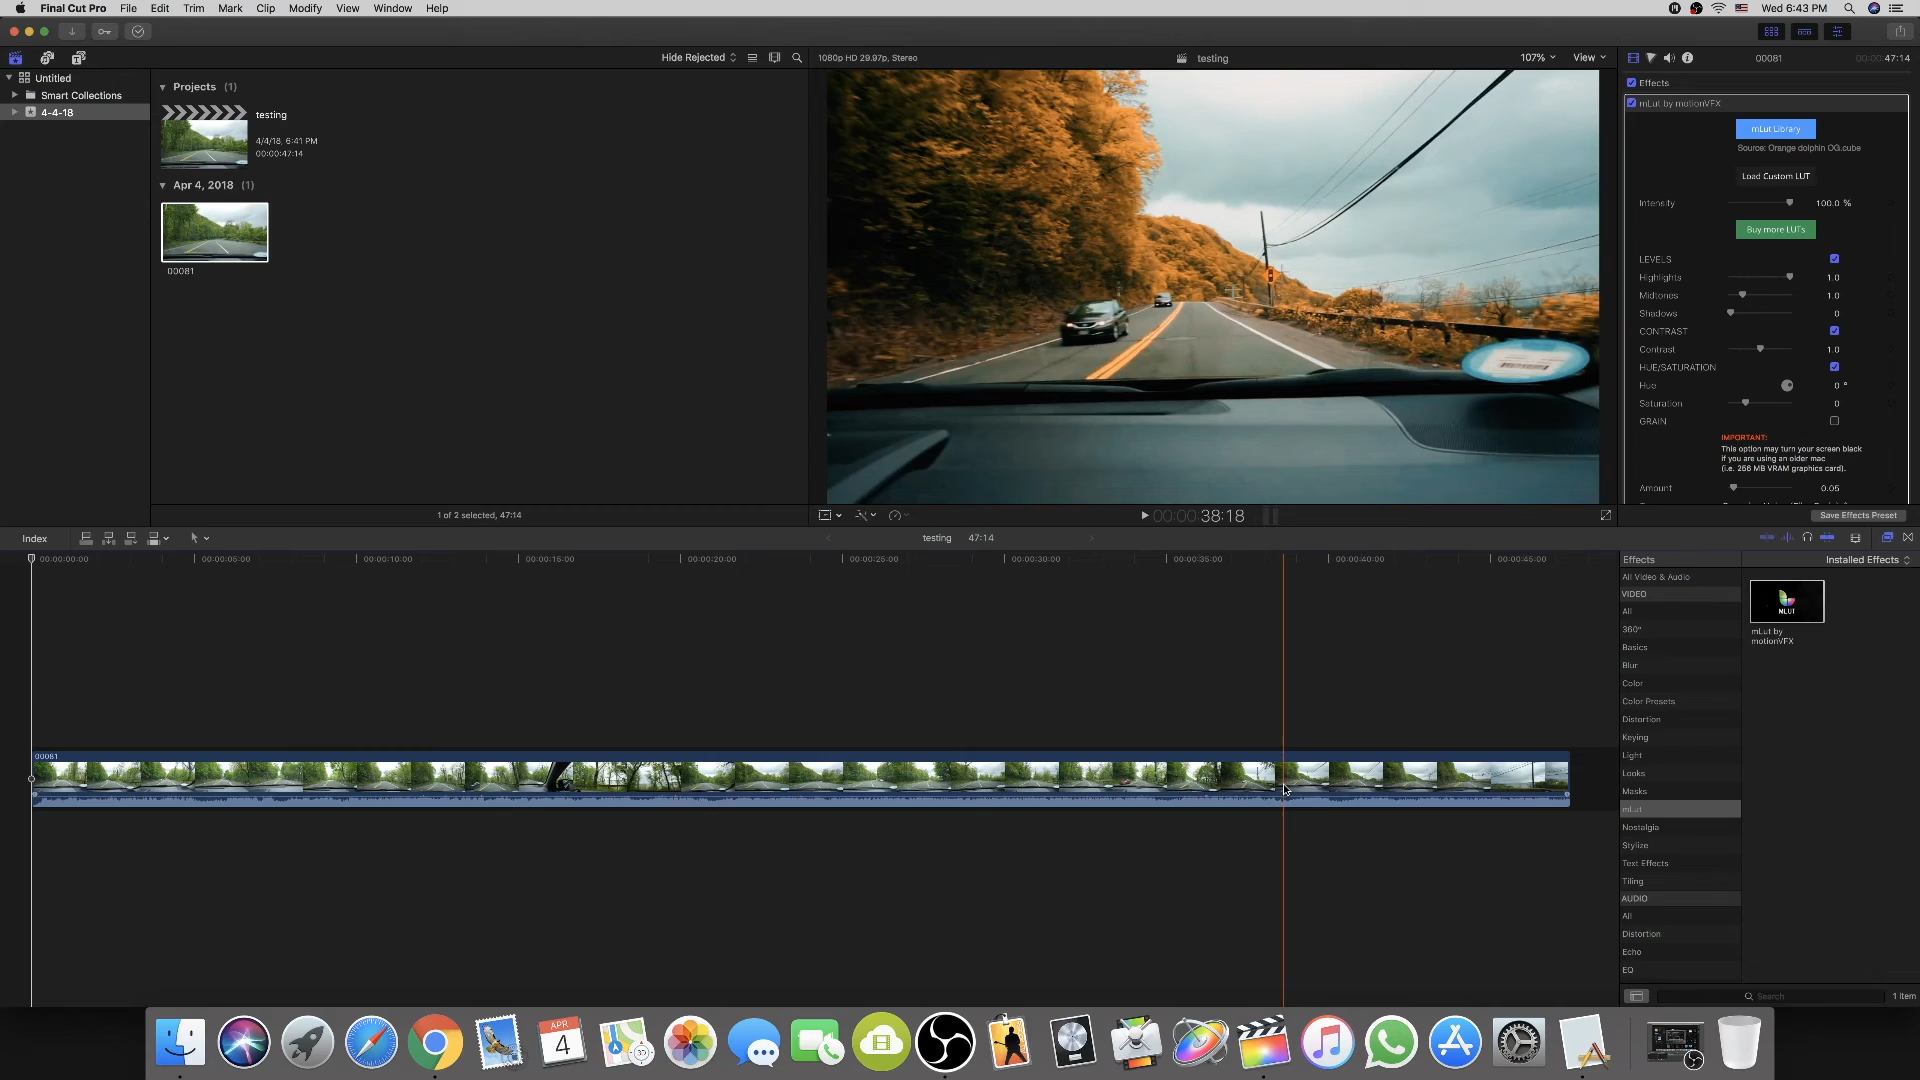 Final Cut Pro File Edit Trim Mark Clip Modify View Window Help
Wed 6:43 PM
Hide Rejected
1080p HD 29.97p, Stereo
testing
107%
View
00081
00:00:47:14
Untitled
Smart Collections
4-4-18
Projects (1)
testing
4/4/18, 6:41 PM
00:00:47:14
Apr 4, 2018 (1)
00081
1 of 2 selected, 47:14
00:00:38:18
Effects
mLut by motionVFX
mLut Library
Source: Orange dolphin OG.cube
Load Custom LUT
Intensity 100.0 %
Buy more LUTs
LEVELS
Highlights 1.0
Midtones 1.0
Shadows 0
CONTRAST
Contrast 1.0
HUE/SATURATION
Hue 0 °
Saturation 0
GRAIN
IMPORTANT:
This option may turn your screen black
if you are using an older mac
(i.e. 256 MB VRAM graphics card).
Amount 0.05
Save Effects Preset
Index
testing 47:14
00:00:00:00 00:00:05:00 00:00:10:00 00:00:15:00 00:00:20:00 00:00:25:00 00:00:30:00 00:00:35:00 00:00:40:00 00:00:45:00
00081
Effects
Installed Effects
All Video & Audio
VIDEO
All
360°
Basics
Blur
Color
Color Presets
Distortion
Keying
Light
Looks
Masks
mLut
Nostalgia
Stylize
Text Effects
Tiling
AUDIO
All
Distortion
Echo
EQ
MLUT
mLut by
motionVFX
Search
1 Item
APR
4